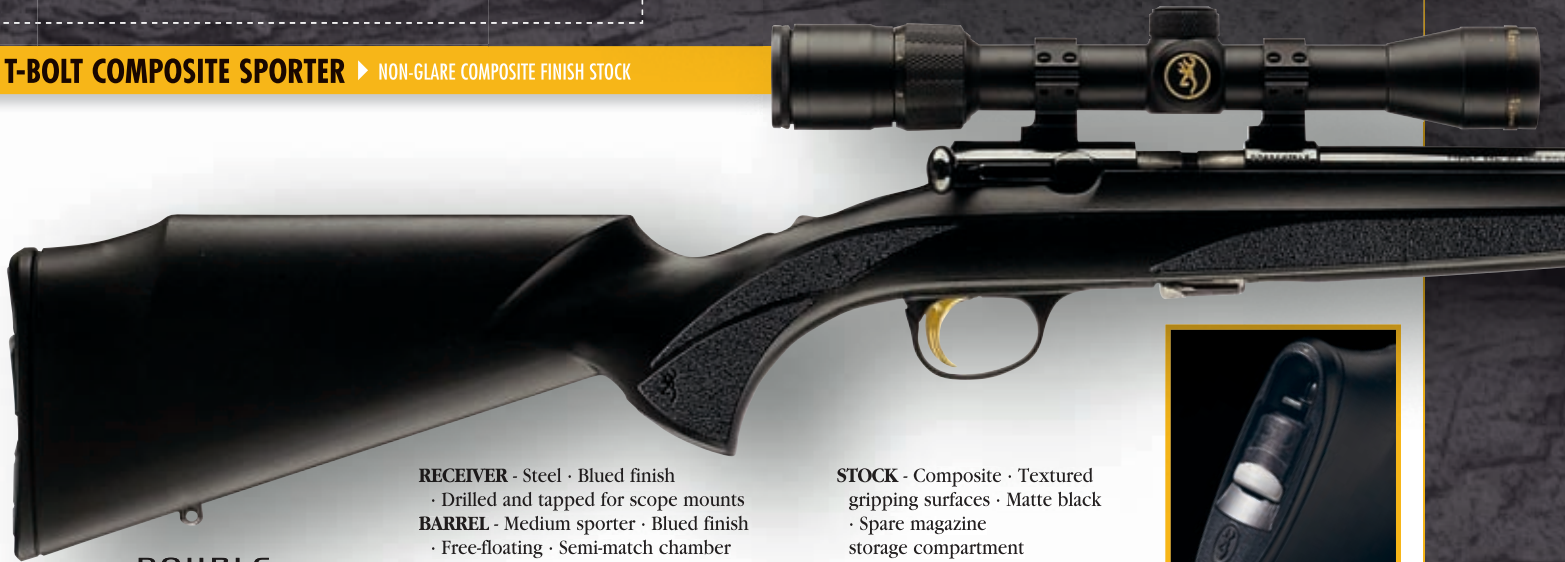 T-BOLT COMPOSITE SPORTER NON-GLARE COMPOSITE FINISH STOCK
RECEIVER - Steel · Blued finish
· Drilled and tapped for scope mounts
BARREL - Medium sporter · Blued finish
· Free-floating · Semi-match chamber
STOCK - Composite · Textured
gripping surfaces · Matte black
· Spare magazine
storage compartment